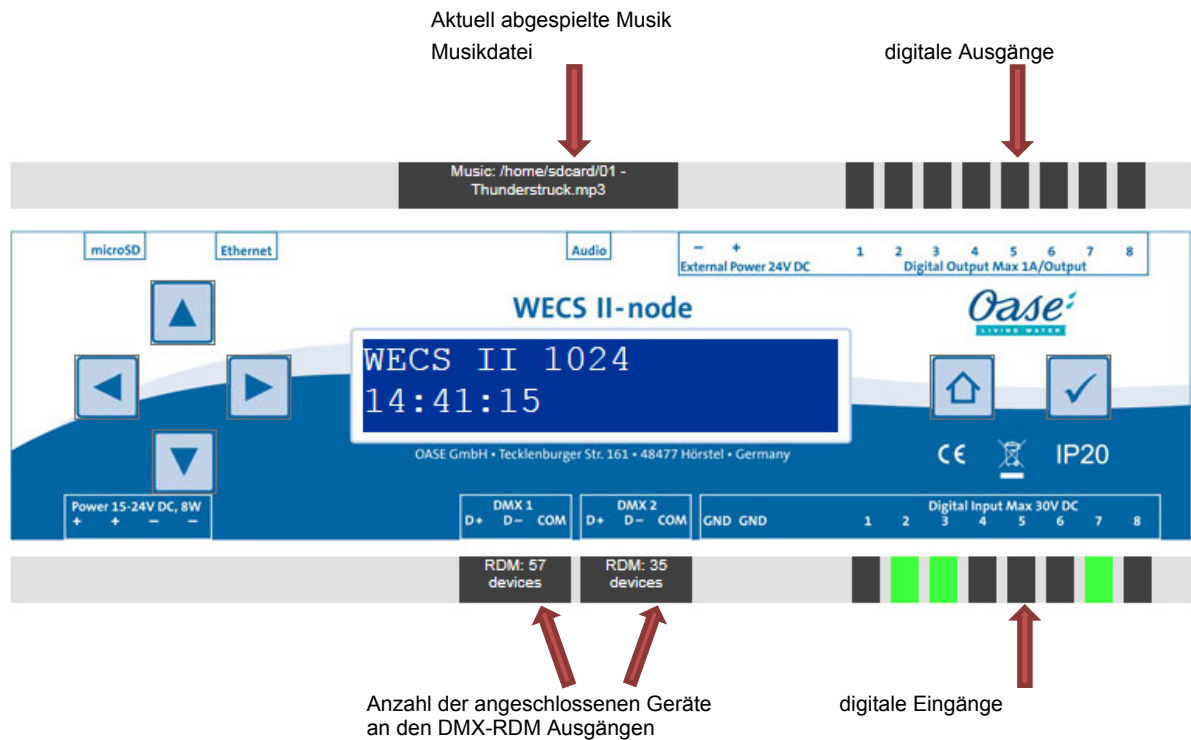 Aktuell abgespielte Musik
Musikdatei
digitale Ausgänge
Music: /home/sdcard/01 -
Thunderstruck.mp3
microSD
Ethernet
Audio
− +
External Power 24V DC
1 2 3 4 5 6 7 8
Digital Output Max 1A/Output
WECS II-node
Oase
LIVING WATER
WECS II 1024
14:41:15
OASE GmbH • Tecklenburger Str. 161 • 48477 Hörstel • Germany
CE
IP20
Power 15-24V DC, 8W
+ + − −
DMX 1
D+ D− COM
DMX 2
D+ D− COM
GND GND
Digital Input Max 30V DC
1 2 3 4 5 6 7 8
RDM: 57
devices
RDM: 35
devices
Anzahl der angeschlossenen Geräte
an den DMX-RDM Ausgängen
digitale Eingänge